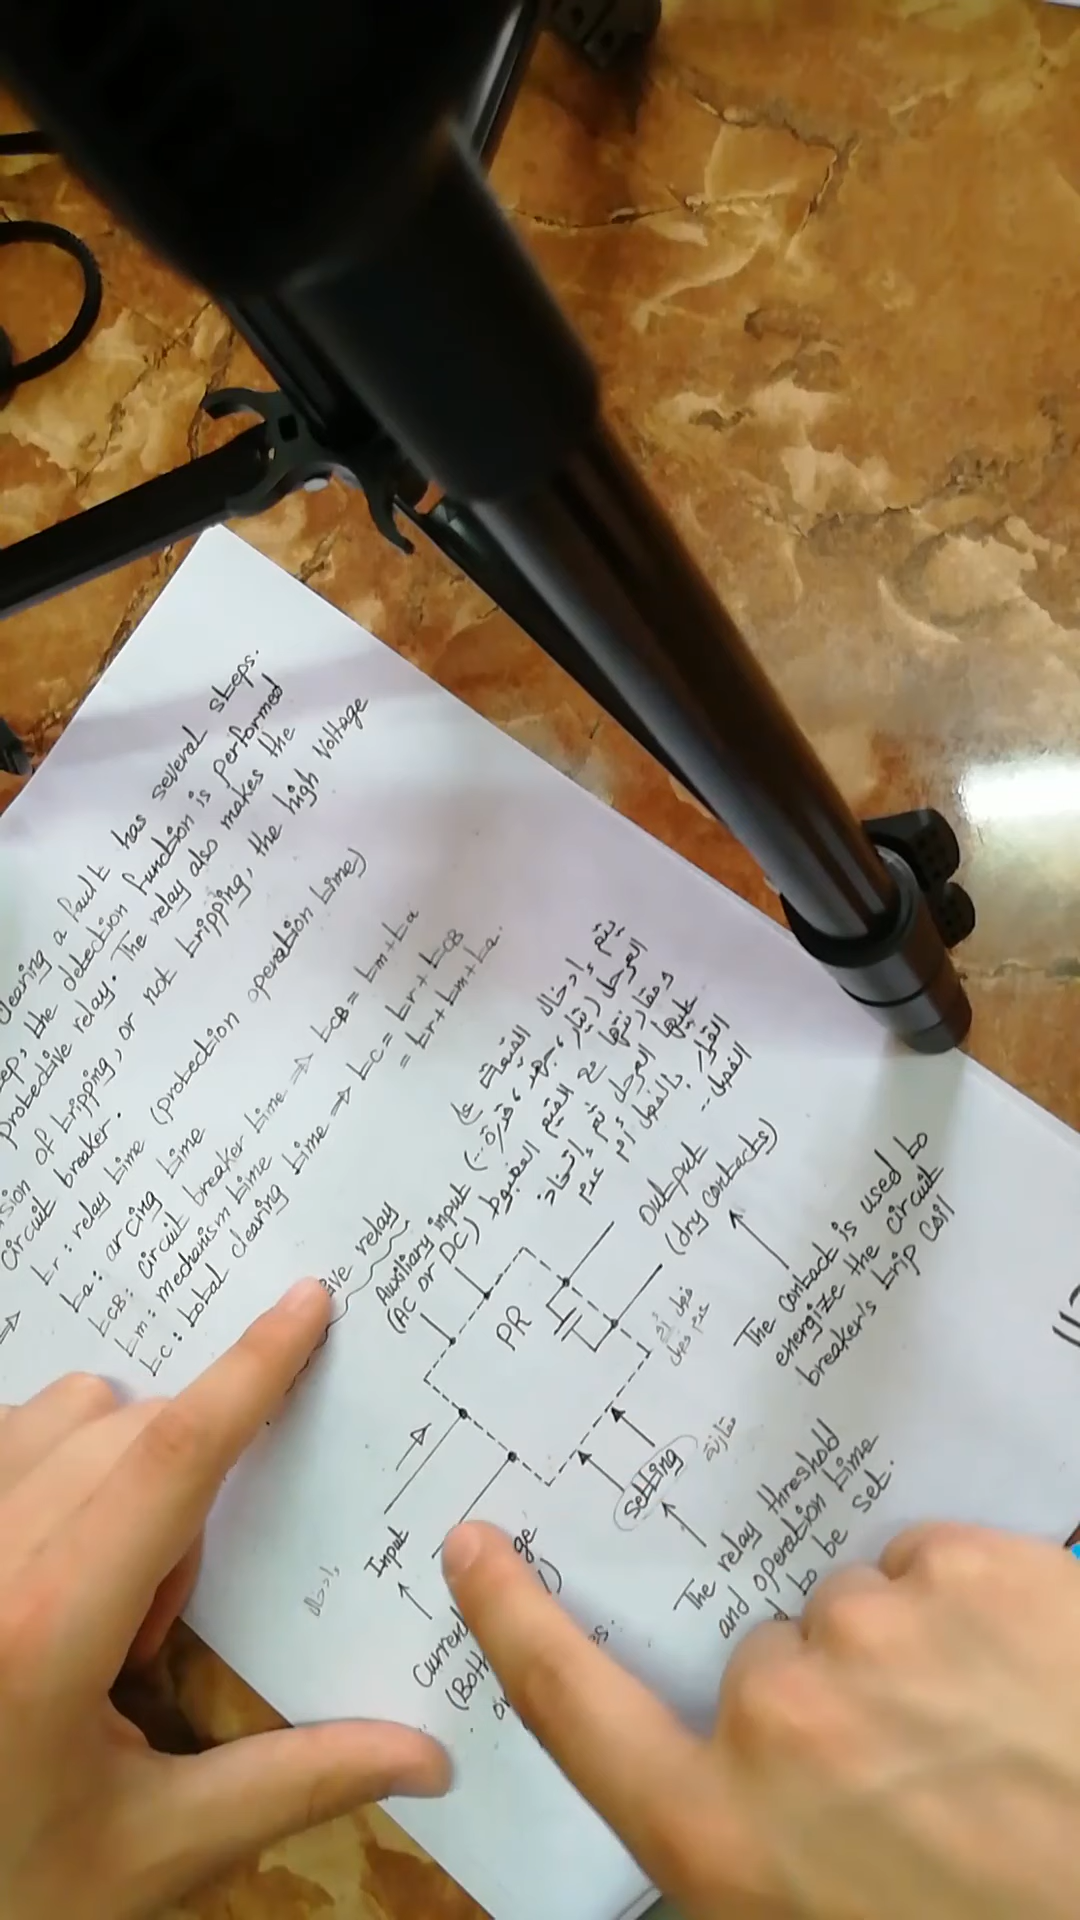 clearing a fault has several steps.
the detection function is performed
protective relay. The relay also makes the
of tripping, or not tripping, the high Voltage
circuit breaker.
tr : relay time (protection operation time)
ta : arcing time
tcB : circuit breaker time ⇒ tcB = tm + ta
tm : mechanism time
tc : total clearing time ⇒ tc = tr + tcB
= tr + tm + ta.
relay
Auxiliary input
(AC or DC)
يتم إدخال القيمة
المرحل (تيار، جهد، قدرة..)
ومقارنتها مع القيم المضبوط
عليها المرحل ثم إتخاذ
القرار بالفصل أم عدم
الفصل..
PR
Output
(dry contacts)
فصل أم
عدم فصل
The contact is used to
energize the circuit
breaker's trip coil
Input
إدخال
Setting
مقارنة
The relay threshold
and operation time
to be set.
Current
(Both